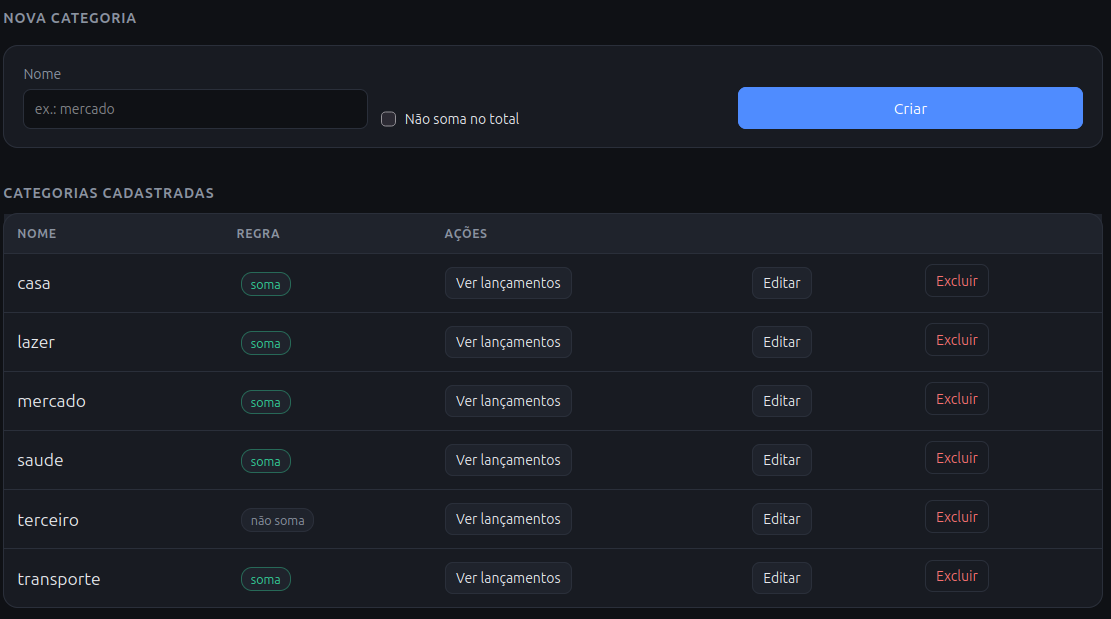 NOVA CATEGORIA
Nome
ex.: mercado
Não soma no total
Criar
CATEGORIAS CADASTRADAS
NOME REGRA AÇÕES
casa soma Ver lançamentos Editar Excluir
lazer soma Ver lançamentos Editar Excluir
mercado soma Ver lançamentos Editar Excluir
saude soma Ver lançamentos Editar Excluir
terceiro não soma Ver lançamentos Editar Excluir
transporte soma Ver lançamentos Editar Excluir